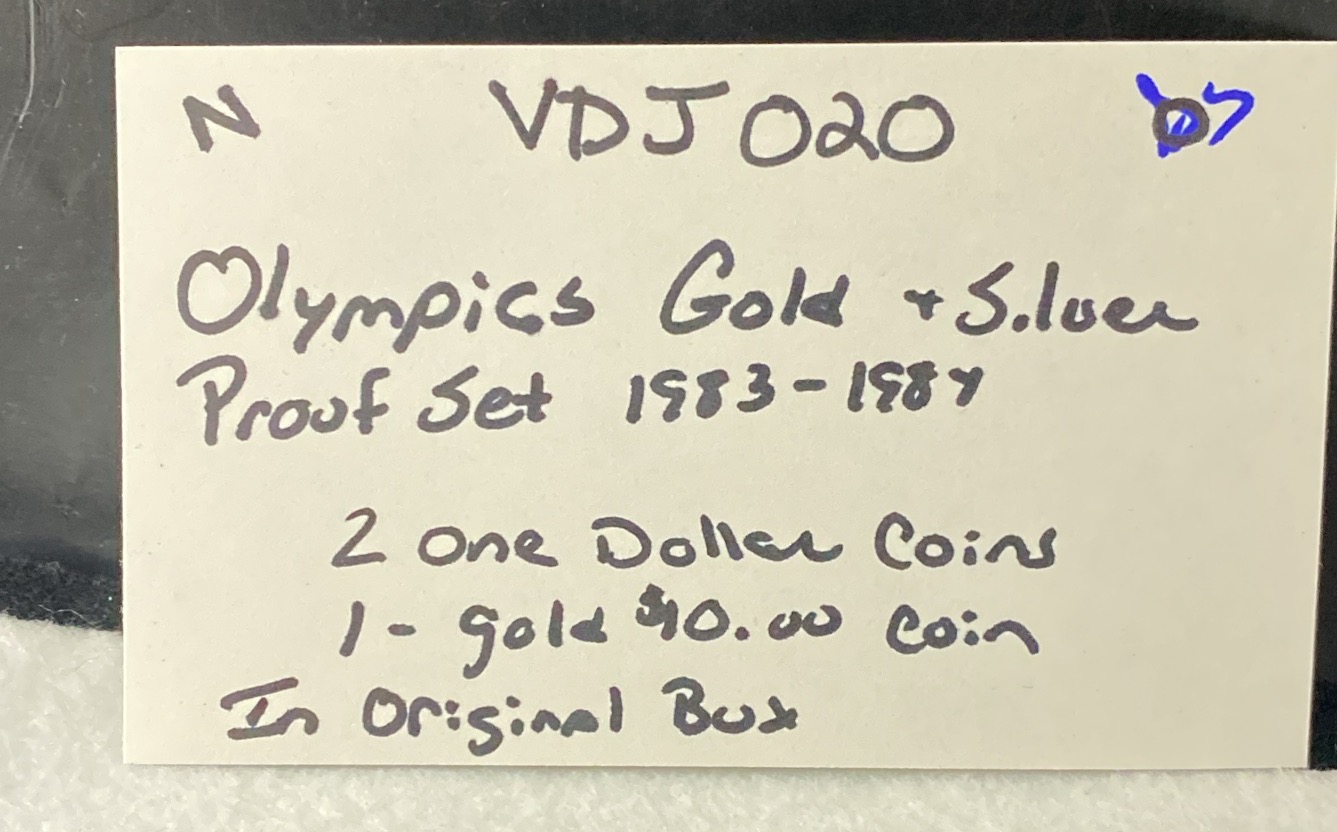 N VDJ020
Olympics Gold + Silver
Proof Set 1983-1984
2 One Dollar Coins
1- gold $10.00 coin
In Original Box